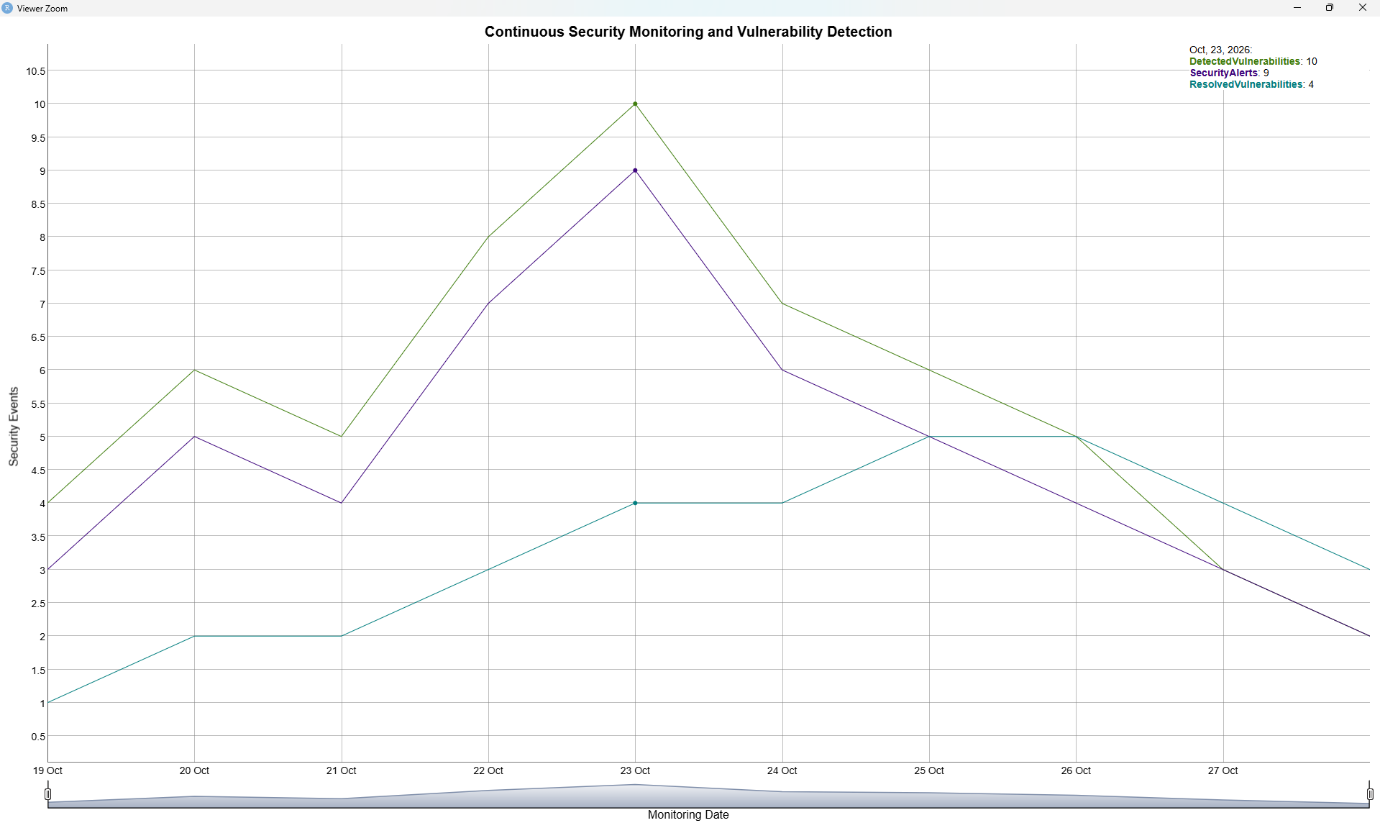 Viewer Zoom
Continuous Security Monitoring and Vulnerability Detection
Oct, 23, 2026:
DetectedVulnerabilities: 10
SecurityAlerts: 9
ResolvedVulnerabilities: 4
10.5
10
9.5
9
8.5
8
7.5
7
6.5
6
5.5
5
4.5
4
3.5
3
2.5
2
1.5
1
0.5
Security Events
19 Oct 20 Oct 21 Oct 22 Oct 23 Oct 24 Oct 25 Oct 26 Oct 27 Oct
Monitoring Date